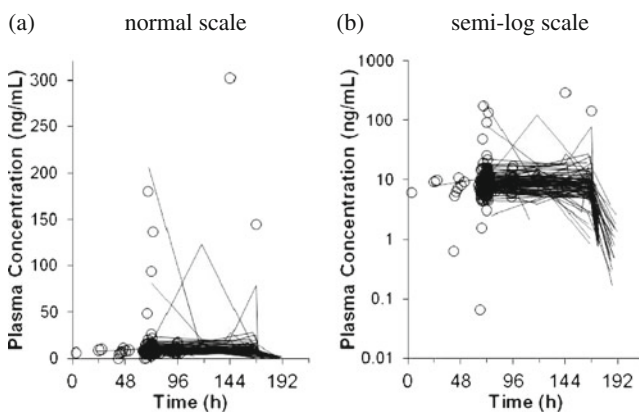 (a) normal scale
Plasma Concentration (ng/mL)
300
250
200
150
100
50
0
0 48 96 144 192
Time (h)
(b) semi-log scale
Plasma Concentration (ng/mL)
1000
100
10
1
0.1
0.01
0 48 96 144 192
Time (h)